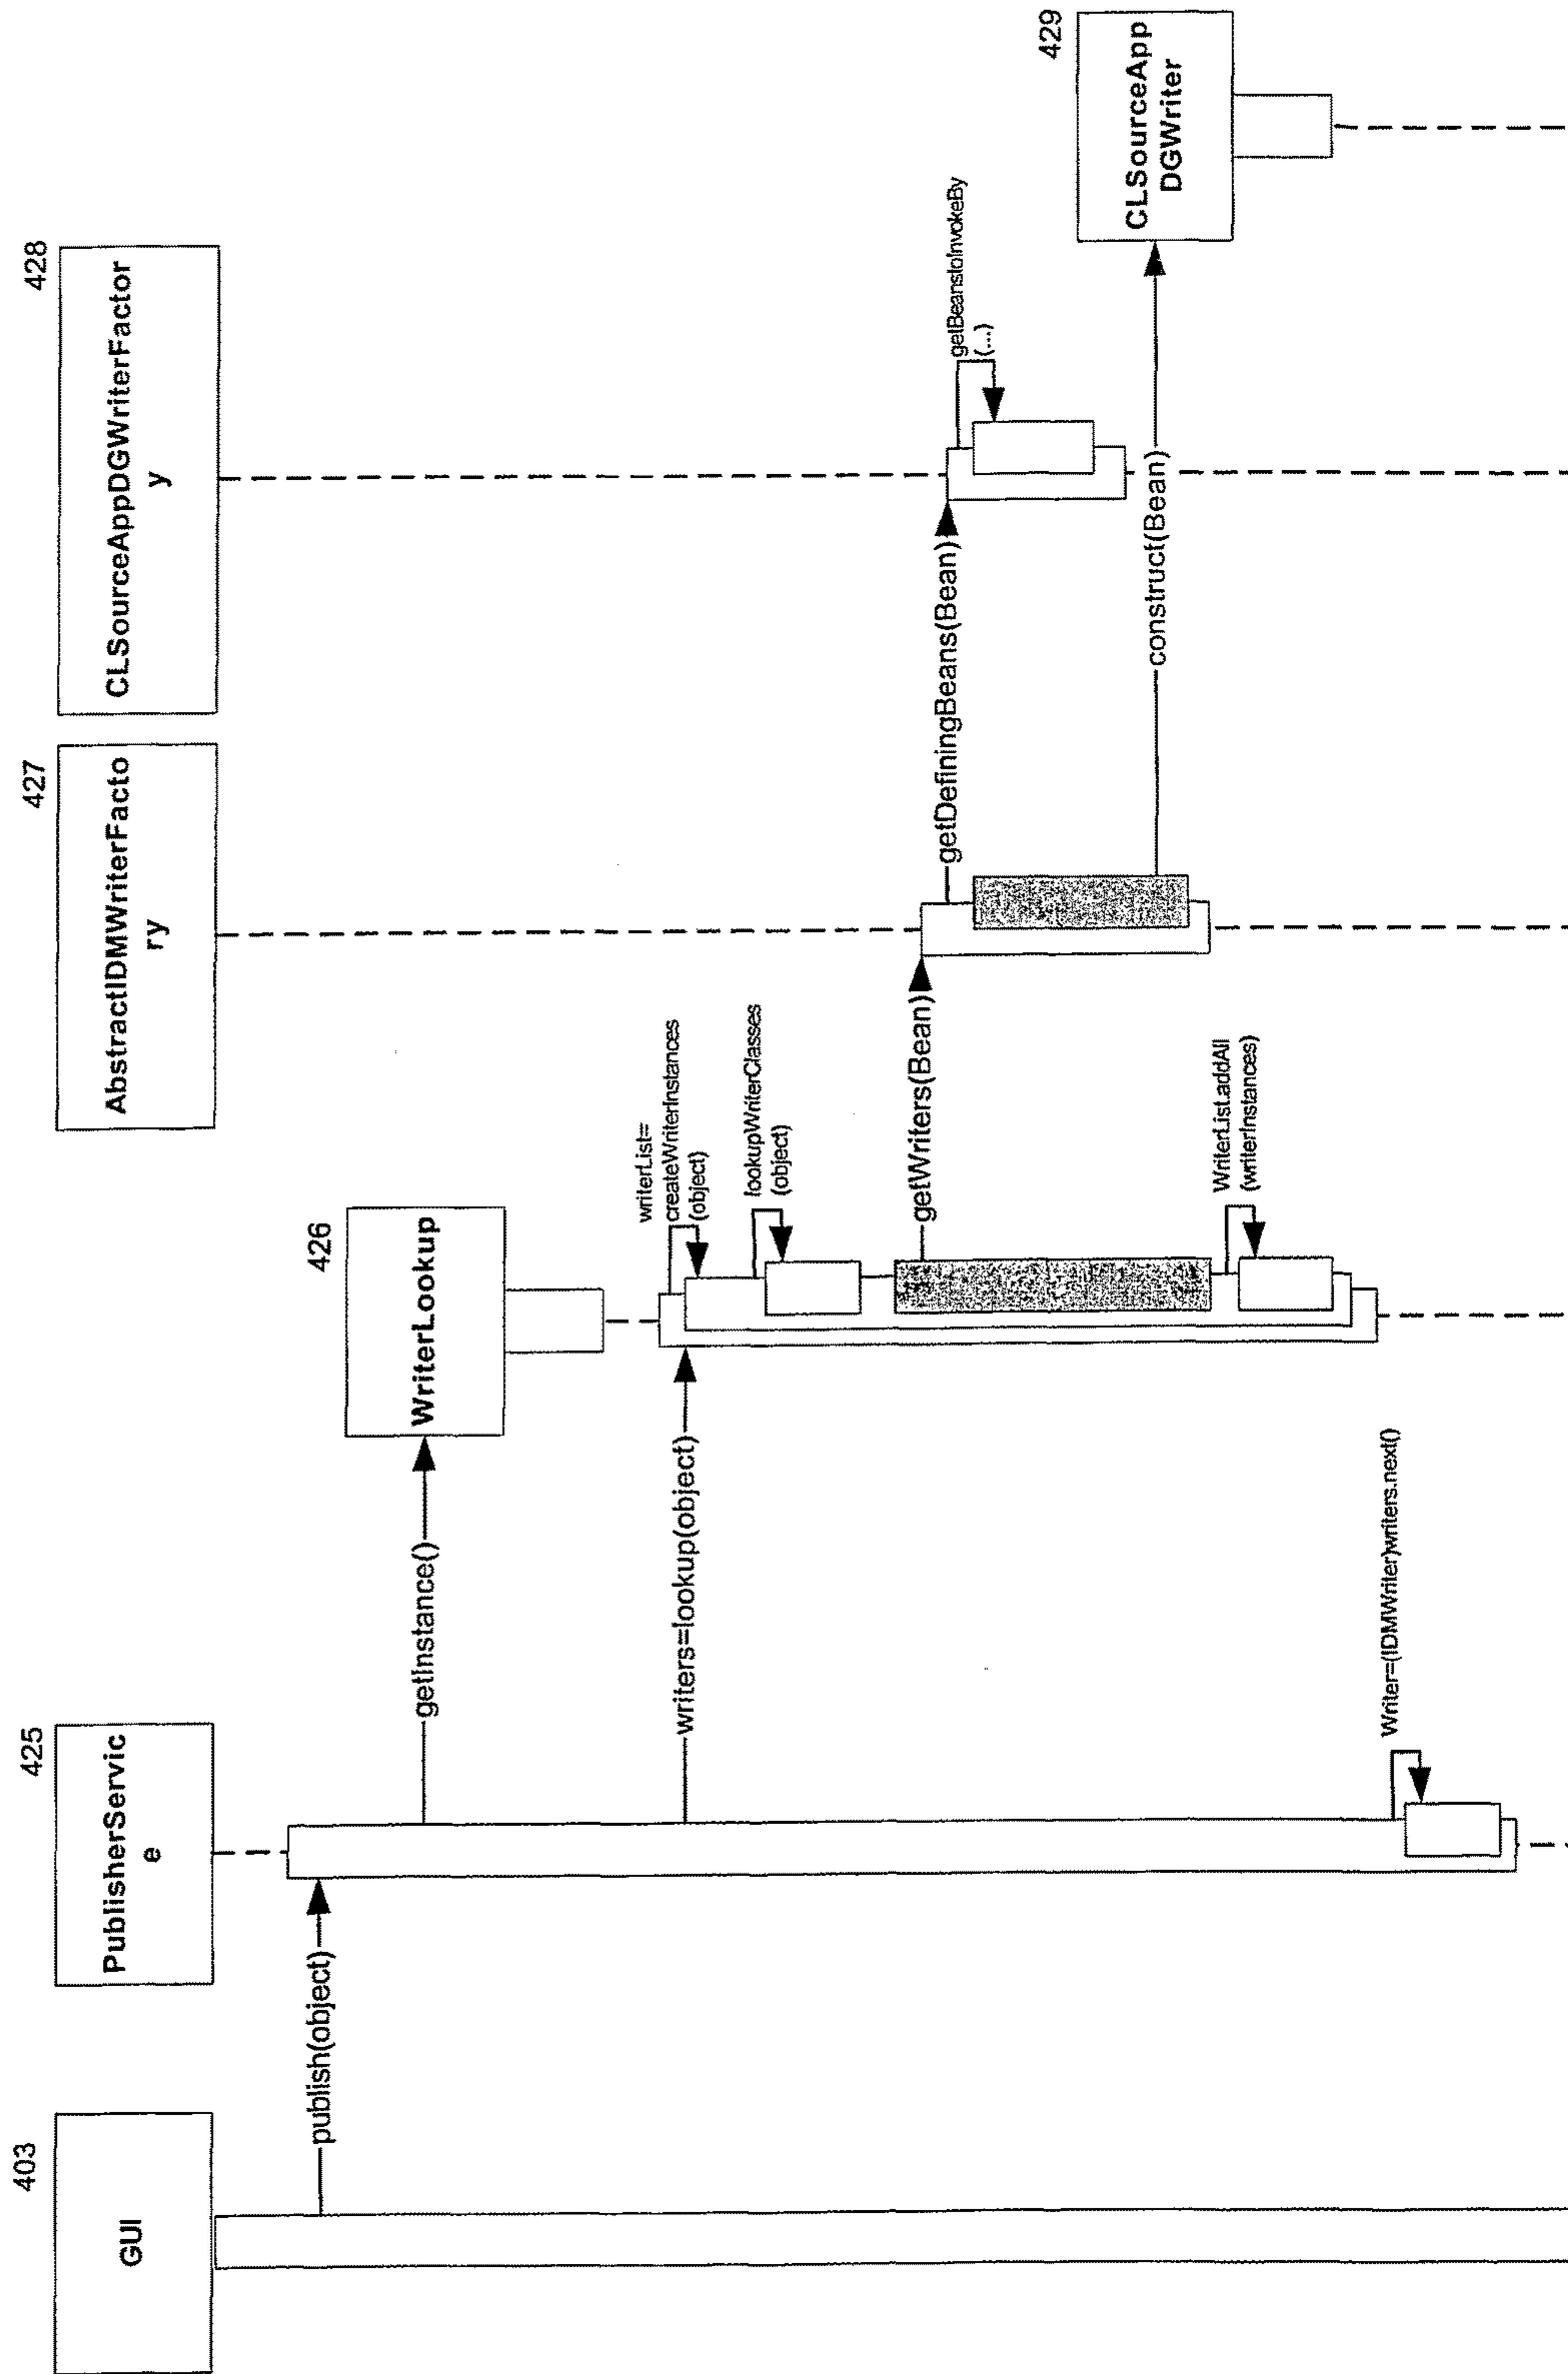 403
GUI
425
PublisherServic
e
426
WriterLookup
427
AbstractIDMWriterFacto
ry
428
CLSourceAppDGWriterFactor
y
429
CLSourceApp
DGWriter
publish(object)
getInstance()
writers=lookup(object)
writerList=
createWriterInstances
(object)
lookupWriterClasses
(object)
getWriters(Bean)
getDefiningBeans(Bean)
getBeanstoInvokeBy
(...)
construct(Bean)
WriterList.addAll
(writerInstances)
Writer=(IDMWriter)writers.next()